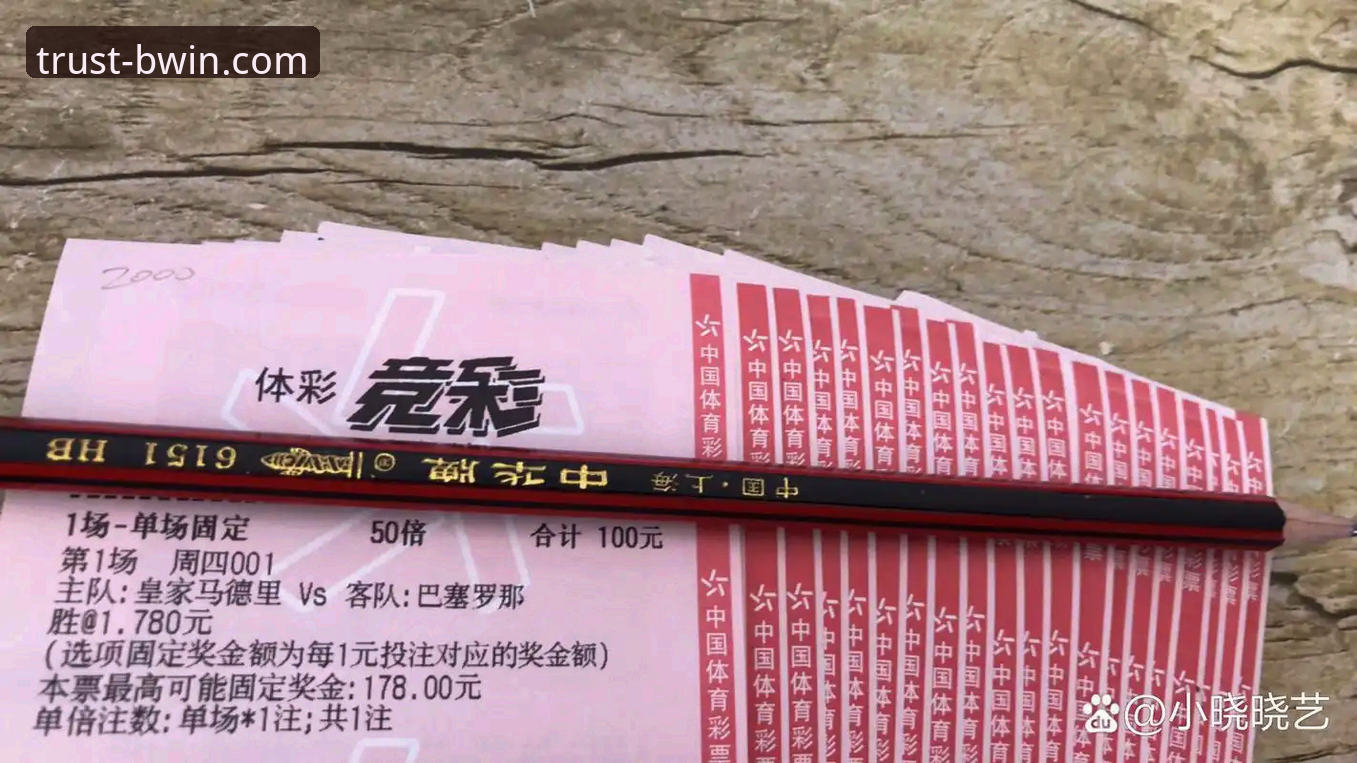 trust-bwin.com
2000
体彩 竞彩
中国·上海 中华牌 6151 HB
1场-单场固定 50倍 合计 100元
第1场 周四001
主队:皇家马德里 Vs 客队:巴塞罗那
胜@1.780元
(选项固定奖金额为每1元投注对应的奖金额)
本票最高可能固定奖金:178.00元
单倍注数:单场*1注;共1注
中国体育彩
中国体育彩票
du @小晓晓艺